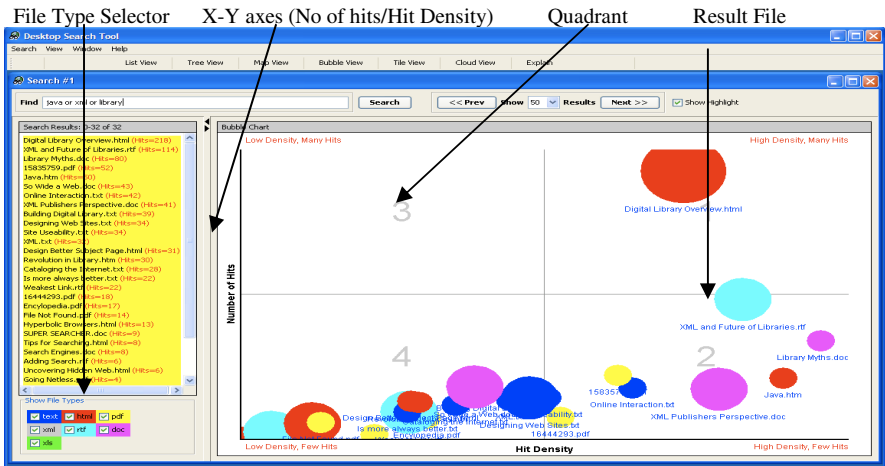 File Type Selector X-Y axes (No of hits/Hit Density) Quadrant Result File
Desktop Search Tool
Search View Window Help
List View Tree View Map View Bubble View Tile View Cloud View Explain
Search #1
Find java or xml or library Search << Prev Show 50 Results Next >> Show Highlight
Search Results: 0-32 of 32
Digital Library Overview.html (Hits=218)
XML and Future of Libraries.rtf (Hits=114)
Library Myths.doc (Hits=80)
15835759.pdf (Hits=52)
Java.htm (Hits=50)
So Wide a Web.doc (Hits=43)
Online Interaction.txt (Hits=42)
XML Publishers Perspective.doc (Hits=41)
Building Digital Library.txt (Hits=39)
Designing Web Sites.txt (Hits=34)
Site Useability.txt (Hits=34)
XML.txt (Hits=32)
Design Better Subject Page.html (Hits=31)
Revolution in Library.htm (Hits=30)
Cataloging the Internet.txt (Hits=28)
Is more always better.txt (Hits=22)
Weakest Link.rtf (Hits=22)
16444293.pdf (Hits=18)
Encylopedia.pdf (Hits=17)
File Not Found.pdf (Hits=14)
Hyperbolic Browsers.html (Hits=13)
SUPER SEARCHER.doc (Hits=9)
Tips for Searching.html (Hits=8)
Search Engines.doc (Hits=8)
Adding Search.rtf (Hits=6)
Uncovering Hidden Web.html (Hits=6)
Going Netless.pdf (Hits=4)
Show File Types
text html pdf
xml rtf doc
xls
Bubble Chart
Low Density, Many Hits High Density, Many Hits
3
Digital Library Overview.html
Number of Hits
XML and Future of Libraries.rtf
4 2
Library Myths.doc
Java.htm
Online Interaction.txt
XML Publishers Perspective.doc
Designing Web Sites.txt
Is more always better.txt
Encylopedia.pdf
16444293.pdf
Low Density, Few Hits High Density, Few Hits
Hit Density